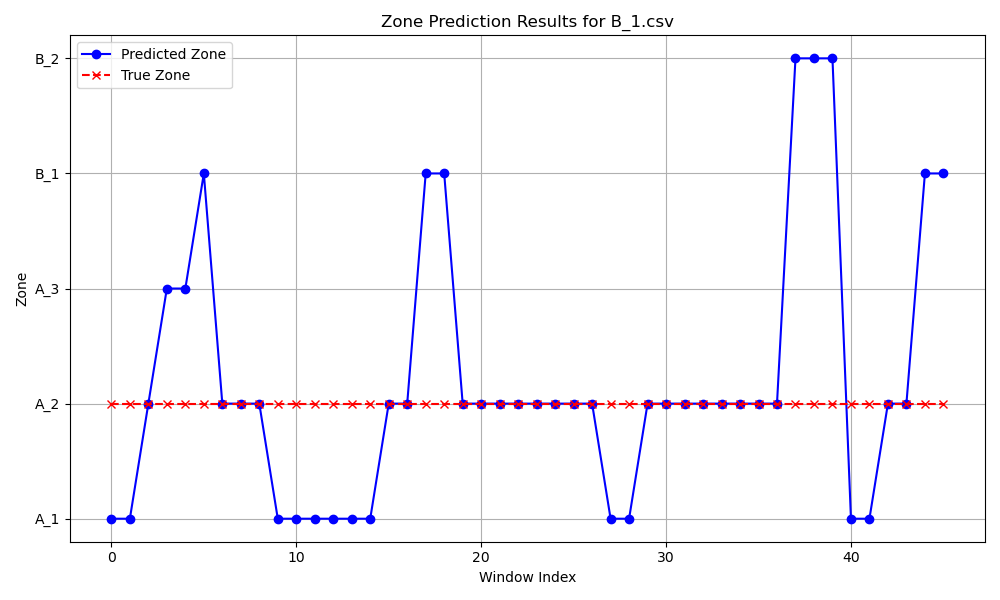 Zone Prediction Results for B_1.csv
Predicted Zone
True Zone
B_2
B_1
A_3
A_2
A_1
Zone
0
10
20
30
40
Window Index